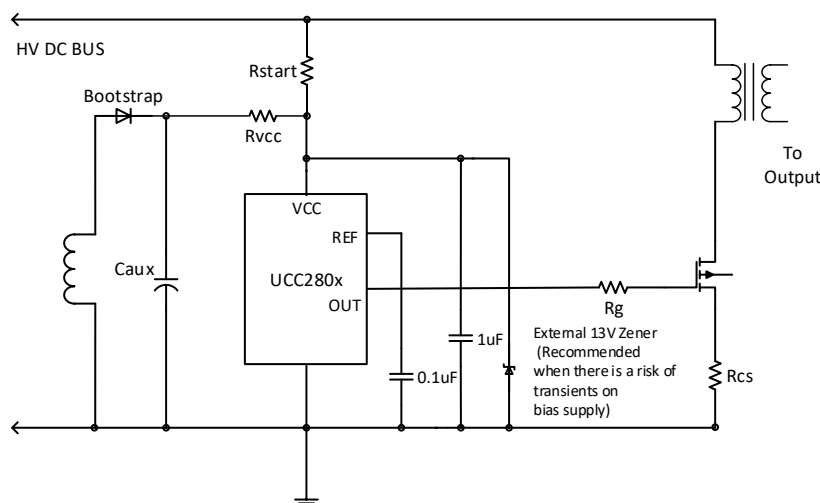 HV DC BUS
Rstart
Bootstrap
Rvcc
To
Output
VCC
REF
Caux
UCC280x
OUT
Rg
1uF
External 13V Zener
(Recommended
when there is a risk of
transients on
bias supply)
0.1uF
Rcs